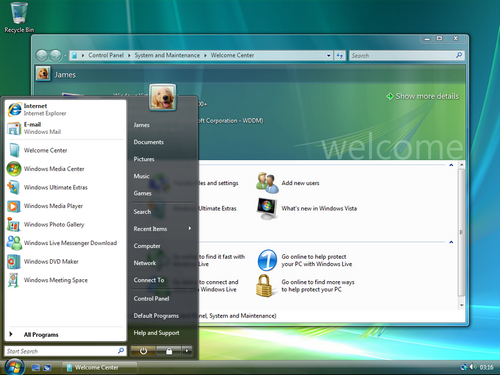 Recycle Bin
Control Panel
System and Maintenance
Welcome Center
Search
James
Show more details
00+
soft Corporation - WDDM)
welcome
files and settings
Add new users
Ultimate Extras
What's new in Windows Vista
Go online to help protect
your PC with Windows Live
to find it fast with
Live
Go online to find more ways
to help protect your PC
to connect and
Windows Live
Panel, System and Maintenance)
Internet
Internet Explorer
E-mail
Windows Mail
Welcome Center
Windows Media Center
Windows Ultimate Extras
Windows Media Player
Windows Photo Gallery
Windows Live Messenger Download
Windows DVD Maker
Windows Meeting Space
All Programs
Start Search
James
Documents
Pictures
Music
Games
Search
Recent Items
Computer
Network
Connect To
Control Panel
Default Programs
Help and Support
Welcome Center
03:16